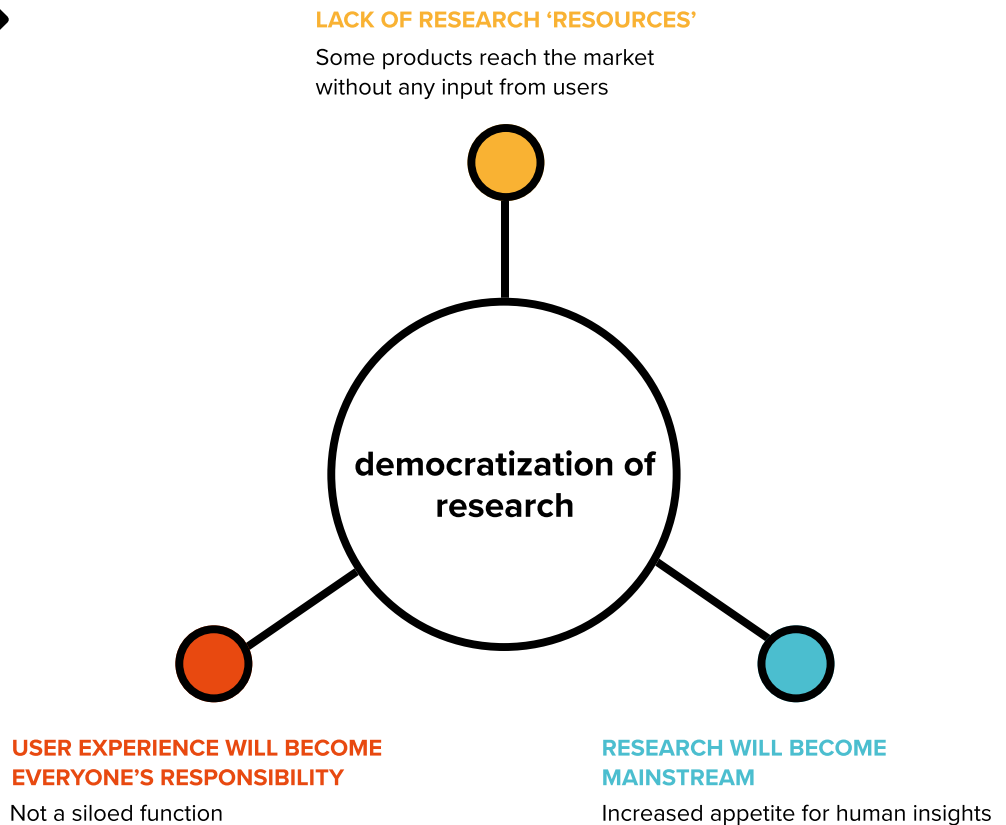 LACK OF RESEARCH ‘RESOURCES’
Some products reach the market
without any input from users
democratization of
research
USER EXPERIENCE WILL BECOME
EVERYONE’S RESPONSIBILITY
Not a siloed function
RESEARCH WILL BECOME
MAINSTREAM
Increased appetite for human insights